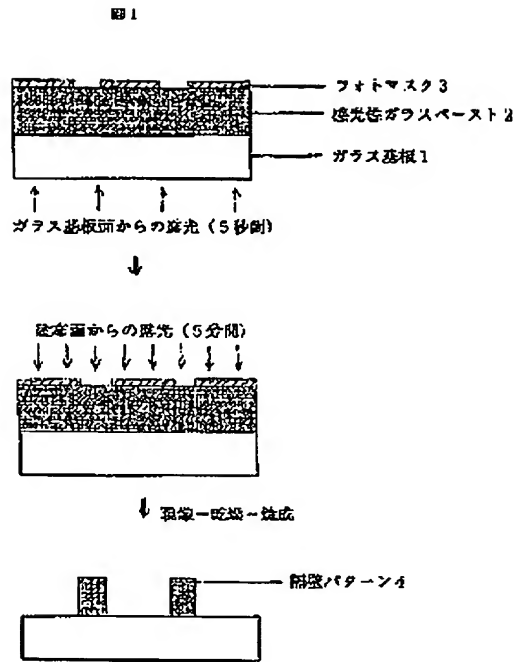 図1
フォトマスク3
感光性ガラスペースト2
ガラス基板1
ガラス基板面からの露光(5秒間)
塗布面からの露光(5分間)
現像-乾燥-焼成
隔壁パターン4